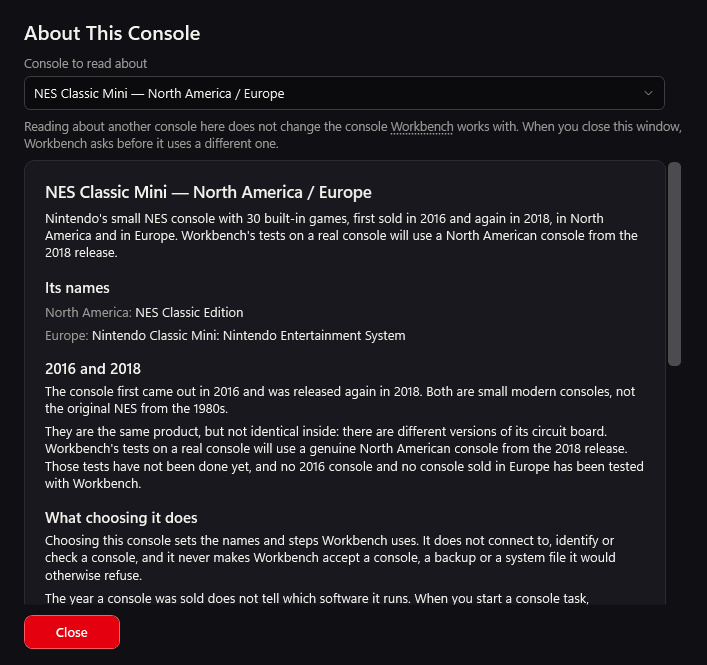 About This Console
Console to read about
NES Classic Mini — North America / Europe
Reading about another console here does not change the console Workbench works with. When you close this window,
Workbench asks before it uses a different one.
NES Classic Mini — North America / Europe
Nintendo's small NES console with 30 built-in games, first sold in 2016 and again in 2018, in North
America and in Europe. Workbench's tests on a real console will use a North American console from the
2018 release.
Its names
North America: NES Classic Edition
Europe: Nintendo Classic Mini: Nintendo Entertainment System
2016 and 2018
The console first came out in 2016 and was released again in 2018. Both are small modern consoles, not
the original NES from the 1980s.
They are the same product, but not identical inside: there are different versions of its circuit board.
Workbench's tests on a real console will use a genuine North American console from the 2018 release.
Those tests have not been done yet, and no 2016 console and no console sold in Europe has been tested
with Workbench.
What choosing it does
Choosing this console sets the names and steps Workbench uses. It does not connect to, identify or
check a console, and it never makes Workbench accept a console, a backup or a system file it would
otherwise refuse.
The year a console was sold does not tell which software it runs. When you start a console task,
Close